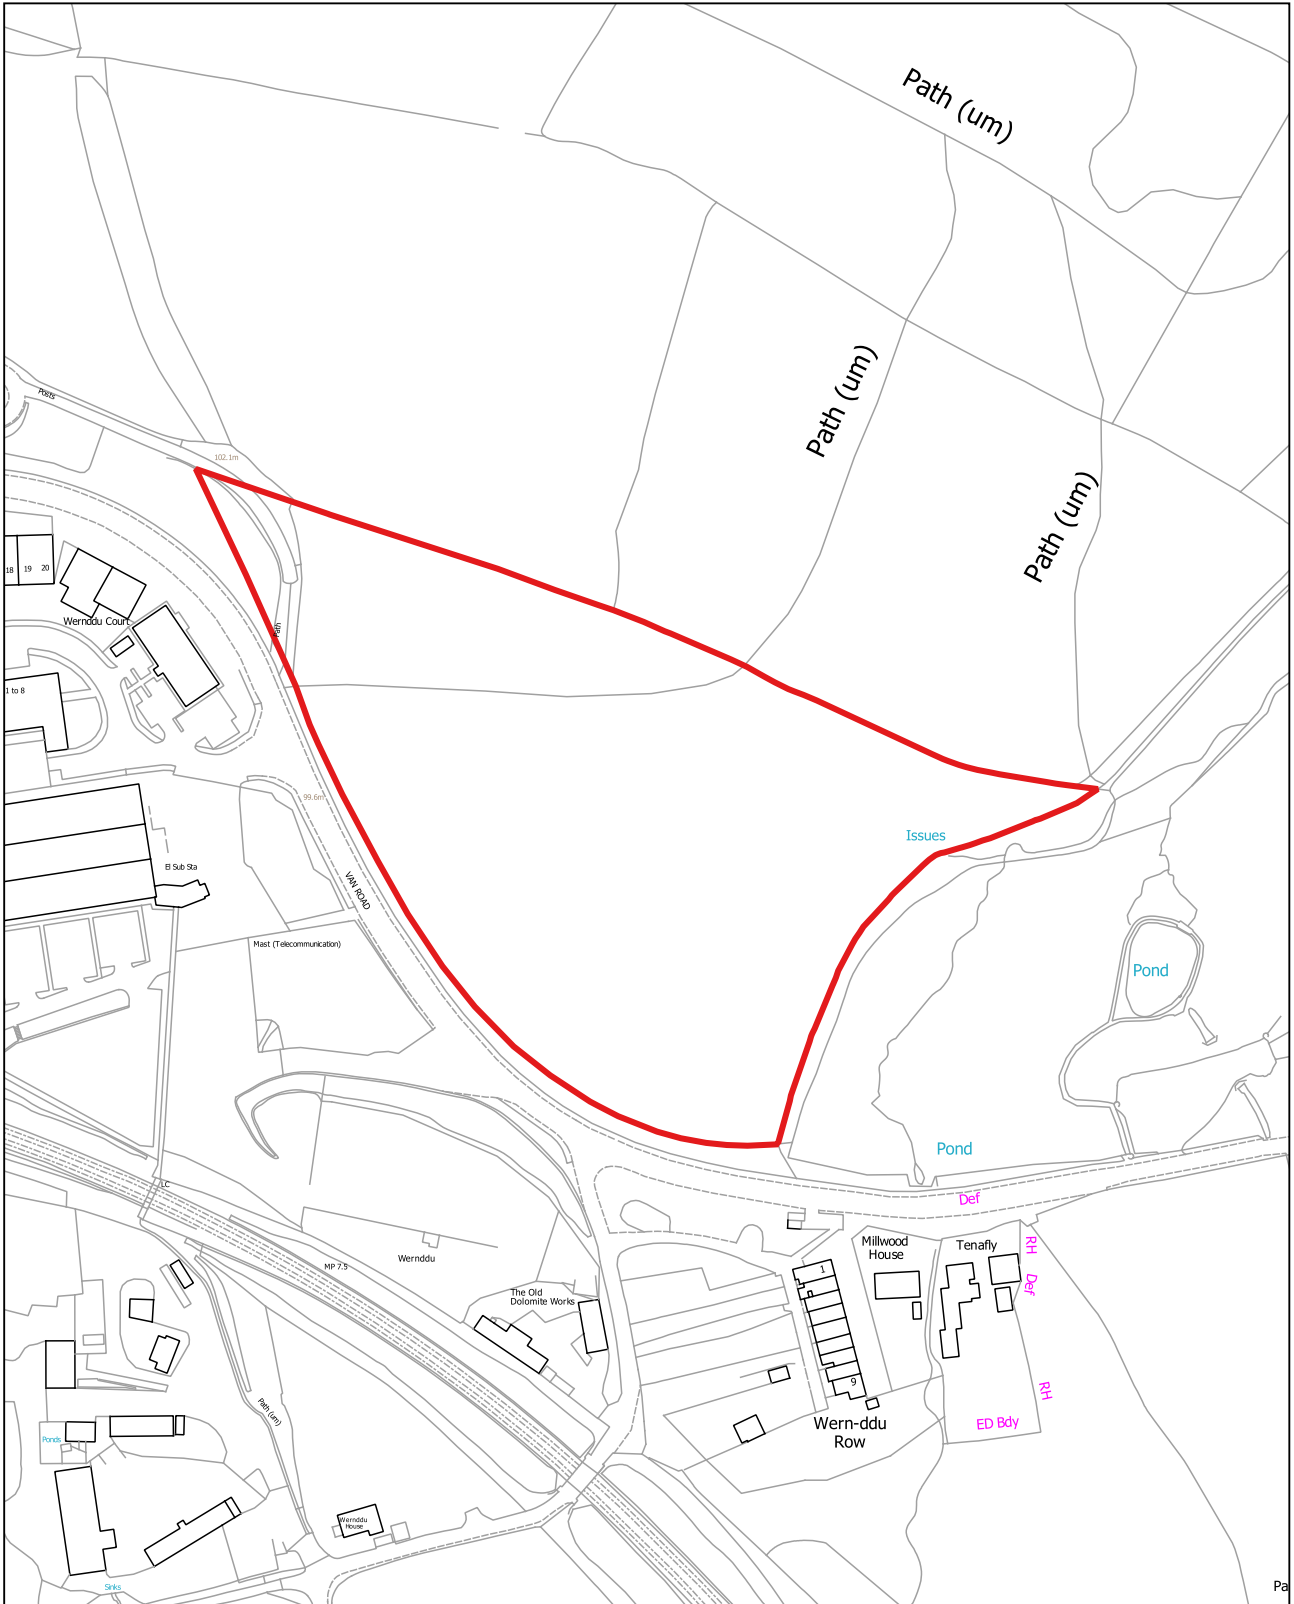 Path (um)
Path (um)
Posts
102.1m
Path (um)
18
19
20
Wernddu Court
Path
1 to 8
99.6m
Issues
El Sub Sta
VAN ROAD
Mast (Telecommunication)
Pond
Pond
LC
Def
Millwood
House
Tenafly
RH
Wernddu
MP 7.5
1
Def
The Old
Dolomite Works
9
RH
Path (um)
Wern-ddu
Row
ED Bdy
Ponds
Wernddu
House
Sinks
Pa